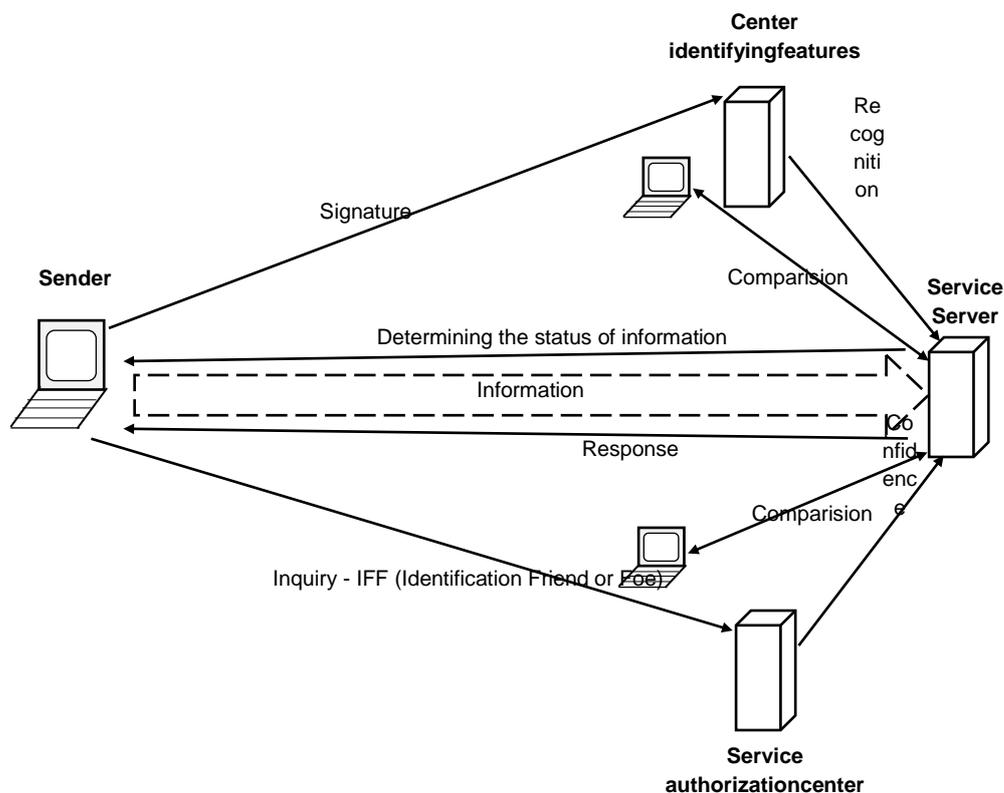 Center
identifyingfeatures
Re
cog
niti
on
Signature
Sender
Comparision
Service
Server
Determining the status of information
Information
Co
nfid
enc
e
Response
Comparision
Inquiry - IFF (Identification Friend or Foe)
Service
authorizationcenter